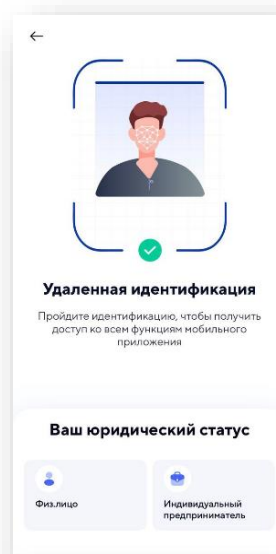 Удаленная идентификация
Пройдите идентификацию, чтобы получить
доступ ко всем функциям мобильного
приложения
Ваш юридический статус
Физ.лицо
Индивидуальный
предприниматель